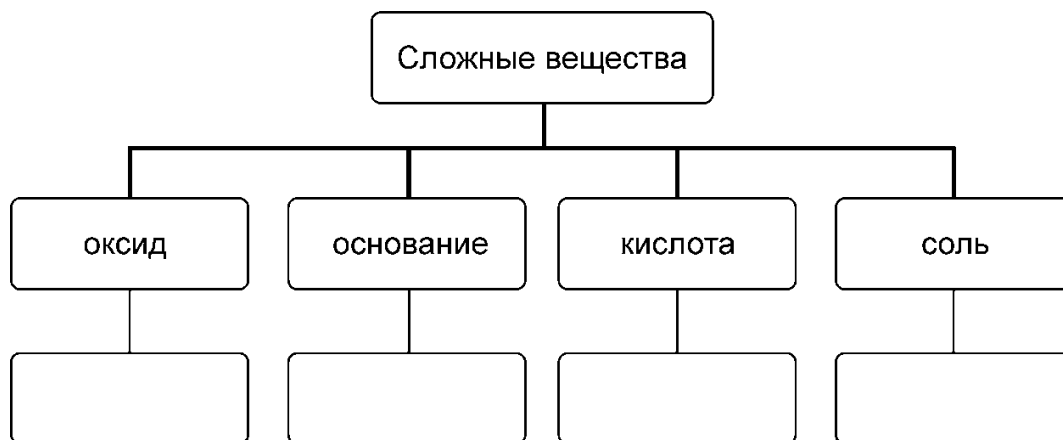 Сложные вещества
оксид
основание
кислота
соль